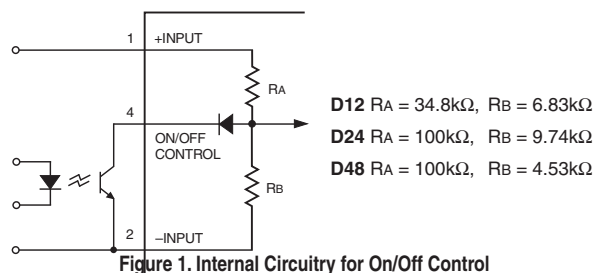 1 +INPUT
RA
D12 RA = 34.8kΩ, RB = 6.83kΩ
4
ON/OFF
CONTROL
D24 RA = 100kΩ, RB = 9.74kΩ
D48 RA = 100kΩ, RB = 4.53kΩ
RB
2 –INPUT
Figure 1. Internal Circuitry for On/Off Control